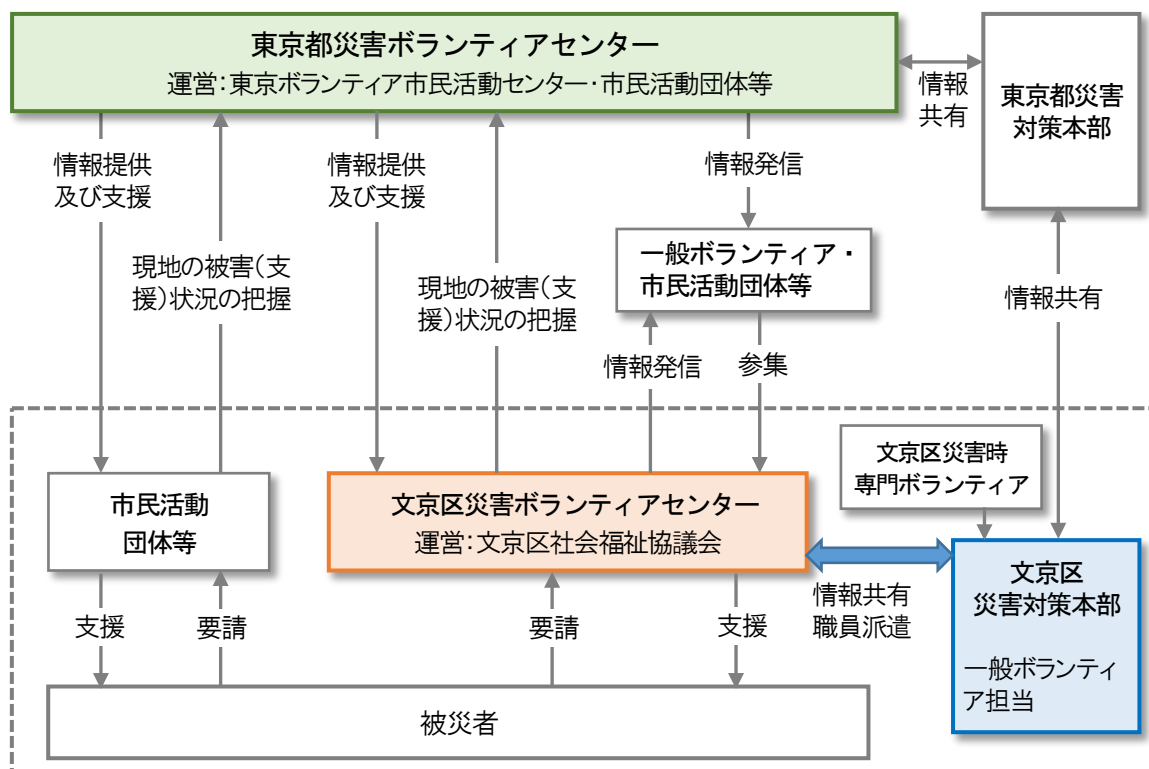 東京都災害ボランティアセンター
運営：東京ボランティア市民活動センター・市民活動団体等
情報
共有
東京都災害
対策本部
情報提供
及び支援
情報提供
及び支援
情報発信
現地の被害（支
援）状況の把握
現地の被害（支
援）状況の把握
一般ボランティア・
市民活動団体等
情報共有
情報発信
参集
文京区災害時
専門ボランティア
市民活動
団体等
文京区災害ボランティアセンター
運営：文京区社会福祉協議会
情報共有
職員派遣
文京区
災害対策本部
一般ボランティ
ア担当
支援
要請
要請
支援
被災者